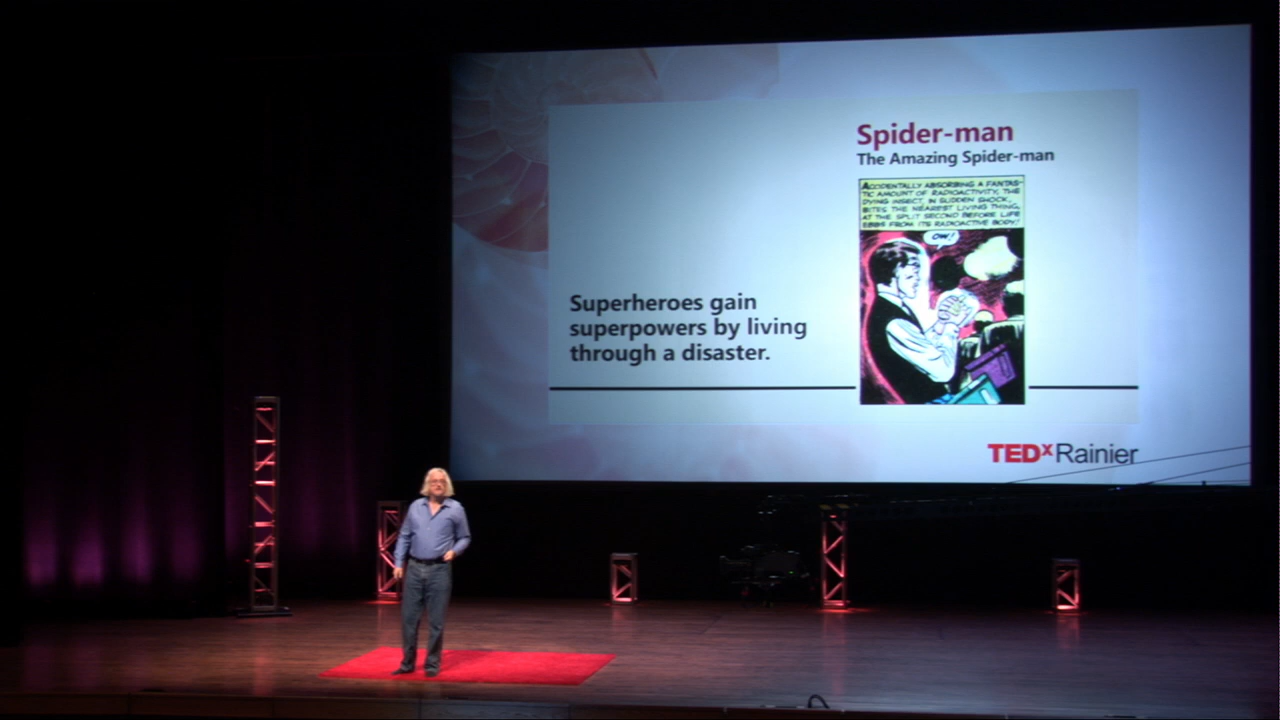 Spider-man
The Amazing Spider-man
ACCIDENTALLY ABSORBING A FANTAS-
TIC AMOUNT OF RADIOACTIVITY, THE
DYING INSECT, IN SUDDEN SHOCK,
BITES THE NEAREST LIVING THING,
AT THE SPLIT SECOND BEFORE LIFE
EBBS FROM ITS RADIOACTIVE BODY!
OW!
Superheroes gain
superpowers by living
through a disaster.
TEDxRainier